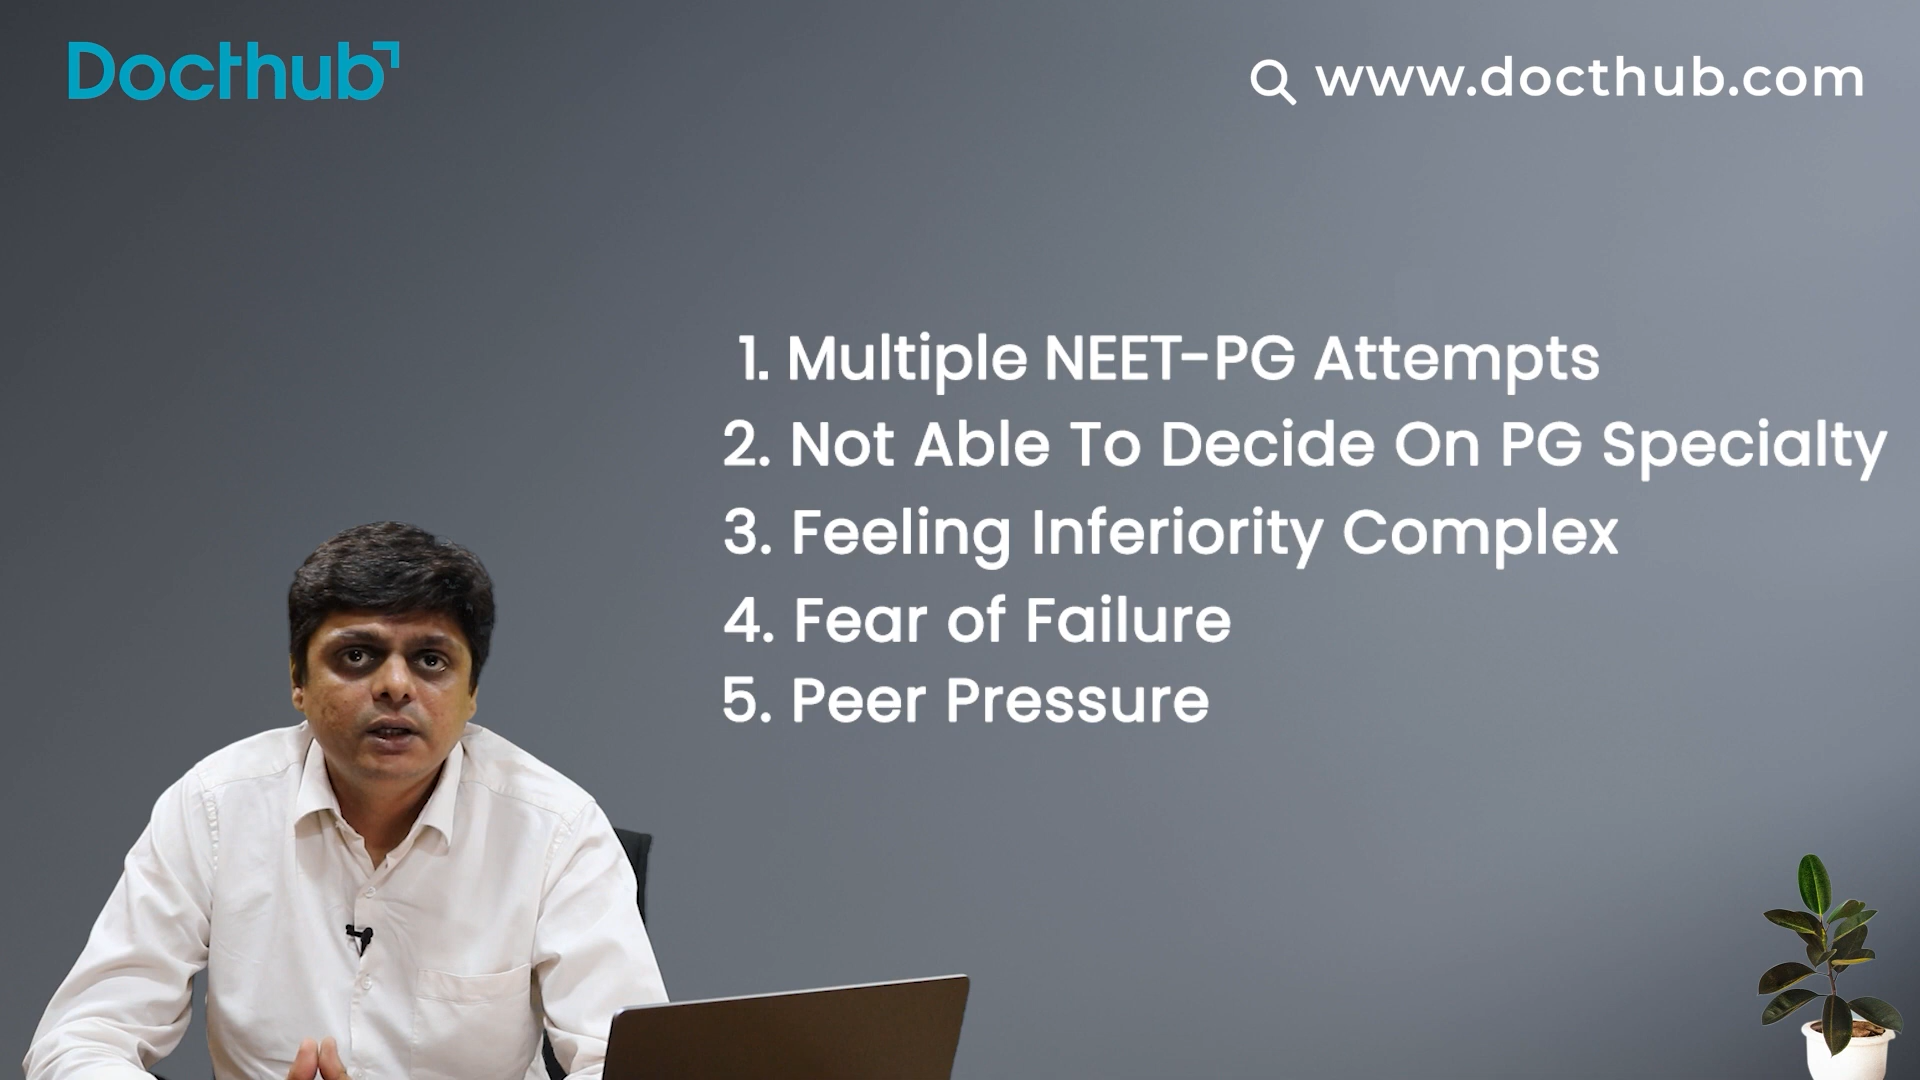 Docthub
www.docthub.com
1. Multiple NEET-PG Attempts
2. Not Able To Decide On PG Specialty
3. Feeling Inferiority Complex
4. Fear of Failure
5. Peer Pressure